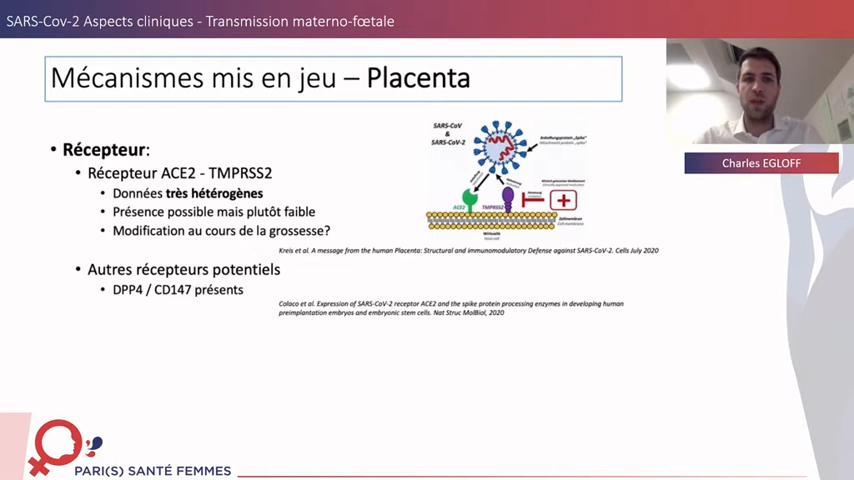 SARS-Cov-2 Aspects cliniques - Transmission materno-fœtale
Mécanismes mis en jeu – Placenta
Charles EGLOFF
• Récepteur:
• Récepteur ACE2 - TMPRSS2
• Données très hétérogènes
• Présence possible mais plutôt faible
• Modification au cours de la grossesse?
SARS-CoV
&
SARS-CoV-2
ACE2
TMPRSS2
Kreis et al. A message from the human Placenta: Structural and immunomodulatory Defense against SARS-CoV-2. Cells July 2020
• Autres récepteurs potentiels
• DPP4 / CD147 présents
Colaco et al. Expression of SARS-CoV-2 receptor ACE2 and the spike protein processing enzymes in developing human
preimplantation embryos and embryonic stem cells. Nat Struc MolBiol, 2020
PARI(S) SANTÉ FEMMES